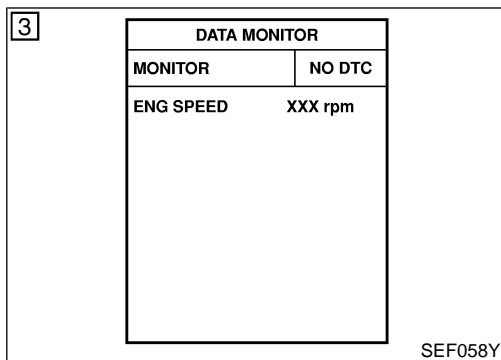 3
DATA MONITOR
MONITOR NO DTC
ENG SPEED XXX rpm
SEF058Y